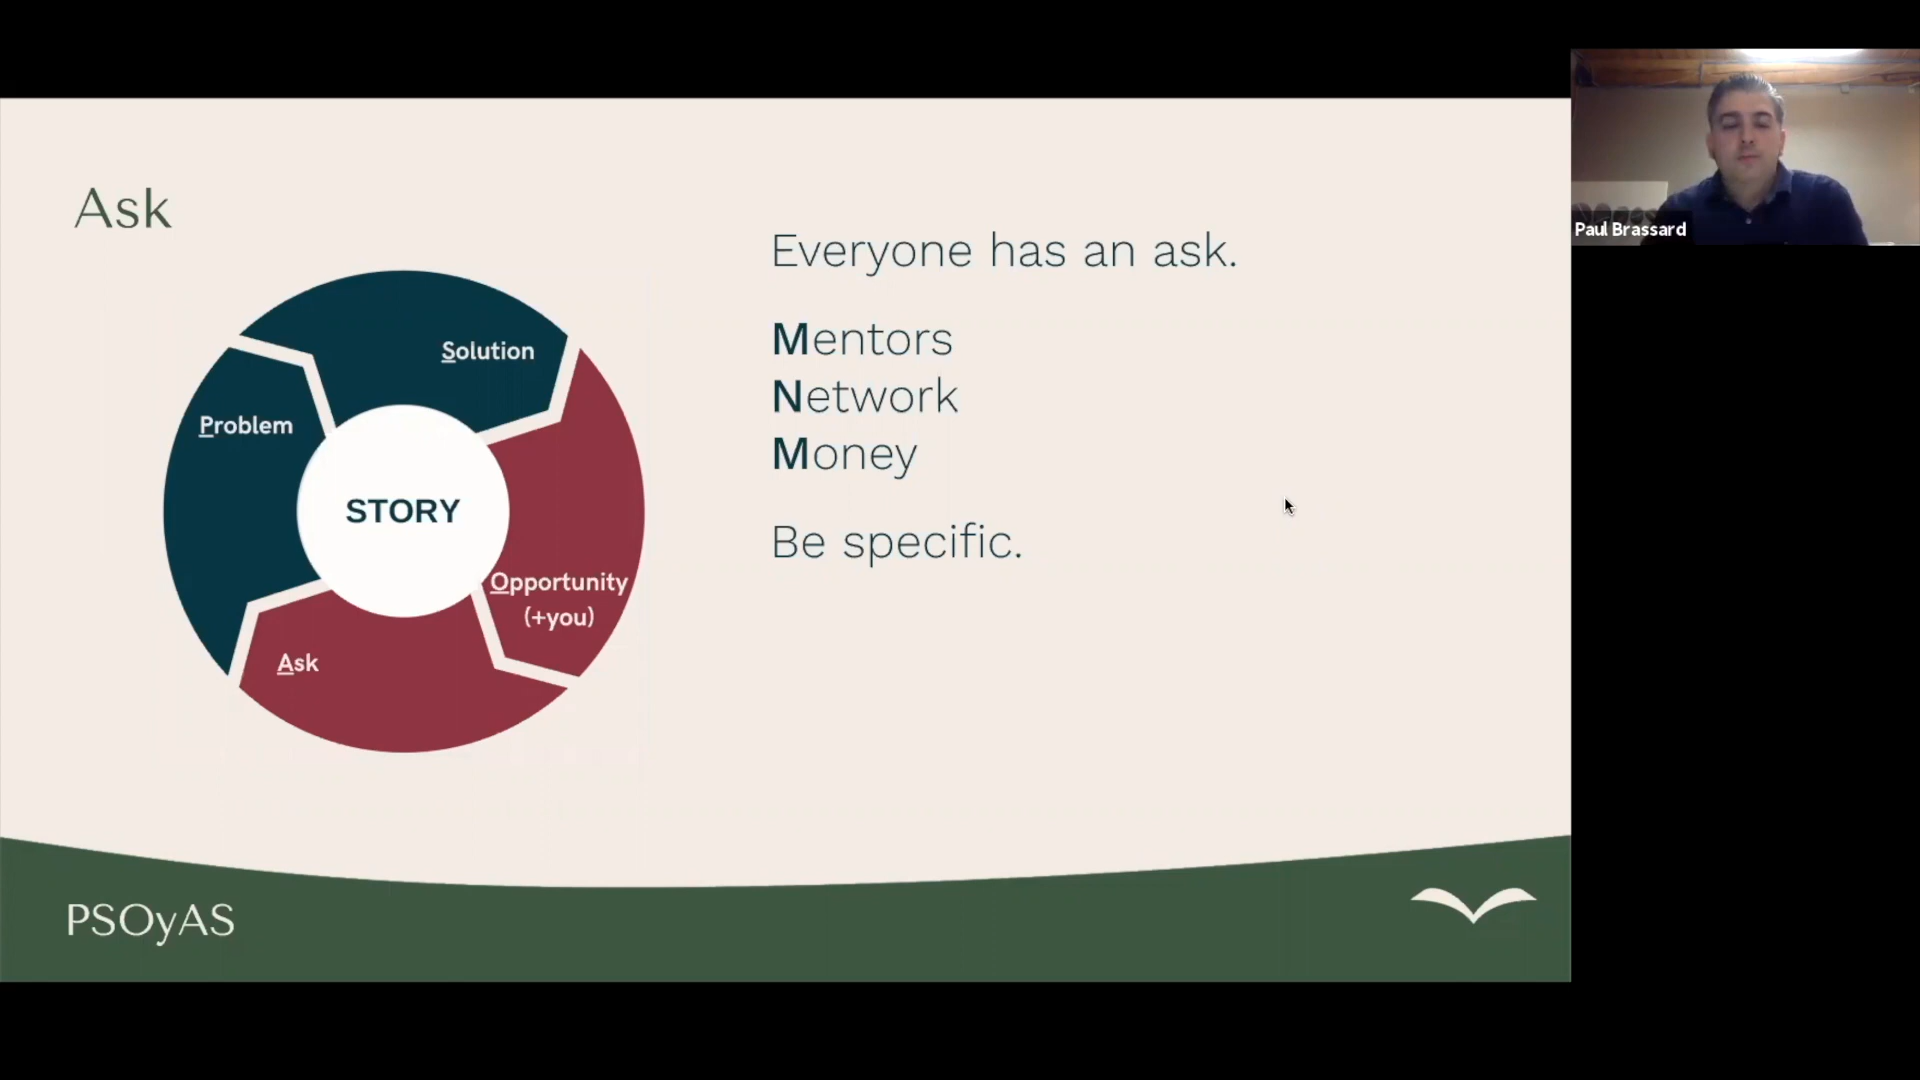 Ask
Solution
Problem
STORY
Opportunity
(+you)
Ask
Everyone has an ask.
Mentors
Network
Money
Be specific.
PSOyAS
Paul Brassard